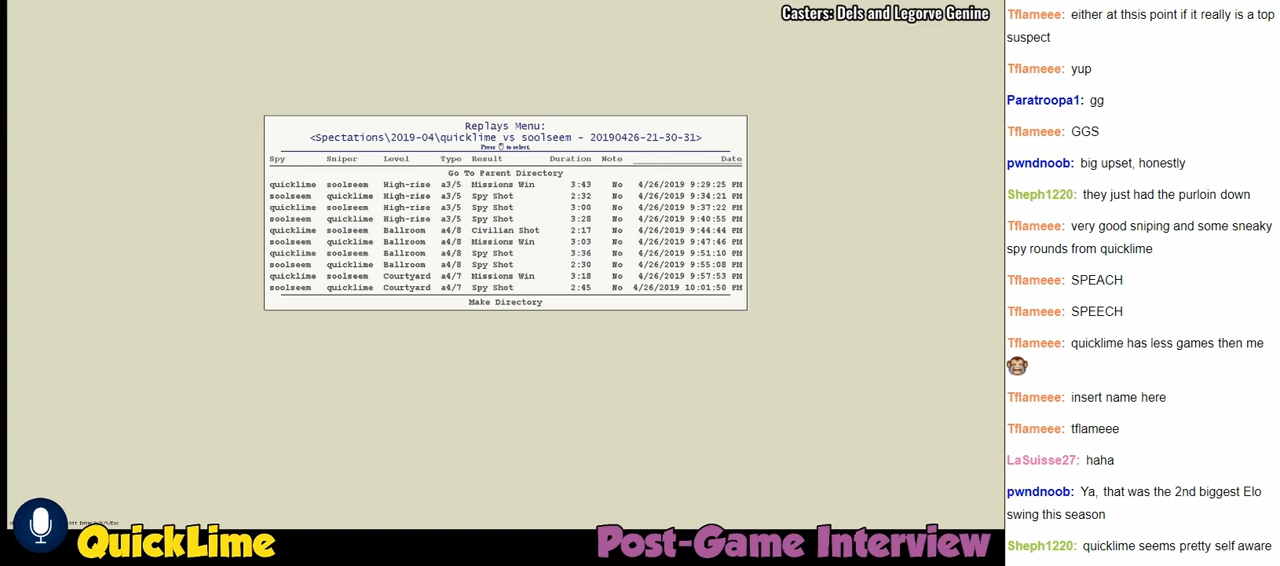 Casters: Dels and Legorve Genine
Replays Menu:
<Spectations\2019-04\quicklime vs soolseem - 20190426-21-30-31>
Press to select.
Spy Sniper Level Type Result Duration Note Date
Go To Parent Directory
quicklime soolseem High-rise a3/5 Missions Win 3:43 No 4/26/2019 9:29:25 PM
soolseem quicklime High-rise a3/5 Spy Shot 2:32 No 4/26/2019 9:34:21 PM
quicklime soolseem High-rise a3/5 Spy Shot 3:00 No 4/26/2019 9:37:22 PM
soolseem quicklime High-rise a3/5 Spy Shot 3:28 No 4/26/2019 9:40:55 PM
quicklime soolseem Ballroom a4/8 Civilian Shot 2:17 No 4/26/2019 9:44:44 PM
soolseem quicklime Ballroom a4/8 Missions Win 3:03 No 4/26/2019 9:47:46 PM
quicklime soolseem Ballroom a4/8 Spy Shot 3:36 No 4/26/2019 9:51:10 PM
soolseem quicklime Ballroom a4/8 Spy Shot 2:30 No 4/26/2019 9:55:08 PM
quicklime soolseem Courtyard a4/7 Missions Win 3:18 No 4/26/2019 9:57:53 PM
soolseem quicklime Courtyard a4/7 Spy Shot 2:45 No 4/26/2019 10:01:50 PM
Make Directory
QuickLime
Post-Game Interview
Tflameee: either at thsis point if it really is a top
suspect
Tflameee: yup
Paratroopa1: gg
Tflameee: GGS
pwndnoob: big upset, honestly
Sheph1220: they just had the purloin down
Tflameee: very good sniping and some sneaky
spy rounds from quicklime
Tflameee: SPEACH
Tflameee: SPEECH
Tflameee: quicklime has less games then me
Tflameee: insert name here
Tflameee: tflameee
LaSuisse27: haha
pwndnoob: Ya, that was the 2nd biggest Elo
swing this season
Sheph1220: quicklime seems pretty self aware